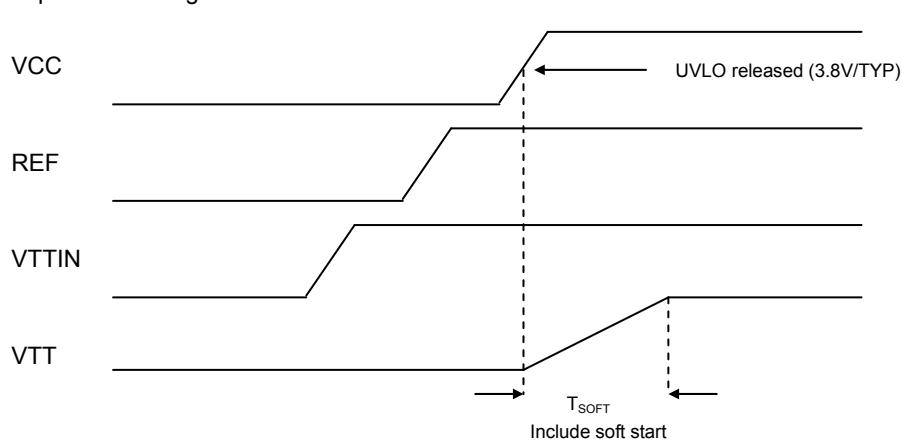 VCC
UVLO released (3.8V/TYP)
REF
VTTIN
VTT
TSOFT
Include soft start